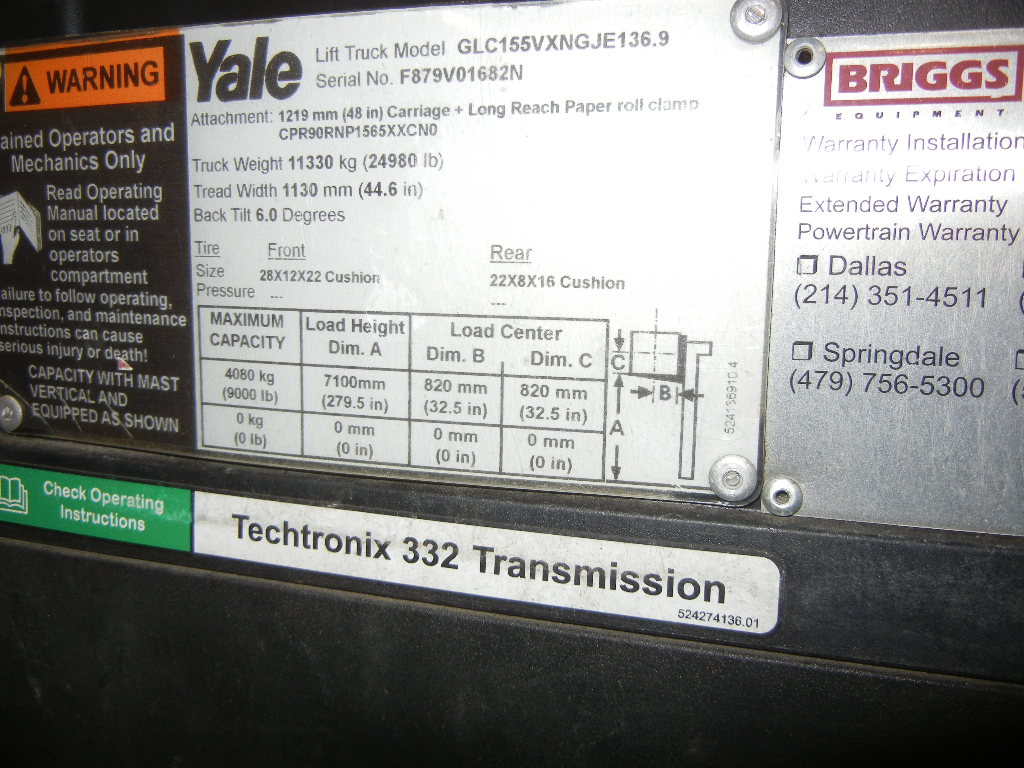 WARNING
ained Operators and
Mechanics Only
Read Operating
Manual located
on seat or in
operators
compartment
ailure to follow operating,
nspection, and maintenance
nstructions can cause
serious injury or death!
CAPACITY WITH MAST
VERTICAL AND
EQUIPPED AS SHOWN
Yale
Lift Truck Model GLC155VXNGJE136.9
Serial No. F879V01682N
Attachment: 1219 mm (48 in) Carriage + Long Reach Paper roll clamp
CPR90RNP1565XXCN0
Truck Weight 11330 kg (24980 lb)
Tread Width 1130 mm (44.6 in)
Back Tilt 6.0 Degrees
Tire Front Rear
Size 28X12X22 Cushion 22X8X16 Cushion
Pressure --- ---
MAXIMUM CAPACITY Load Height Dim. A Load Center Dim. B Dim. C
4080 kg 7100mm 820 mm 820 mm
(9000 lb) (279.5 in) (32.5 in) (32.5 in)
0 kg 0 mm 0 mm 0 mm
(0 lb) (0 in) (0 in) (0 in)
C
B
A
524136910.4
BRIGGS
EQUIPMENT
Warranty Installation
Warranty Expiration
Extended Warranty
Powertrain Warranty
Dallas
(214) 351-4511
Springdale
(479) 756-5300
Check Operating
Instructions
Techtronix 332 Transmission
524274136.01